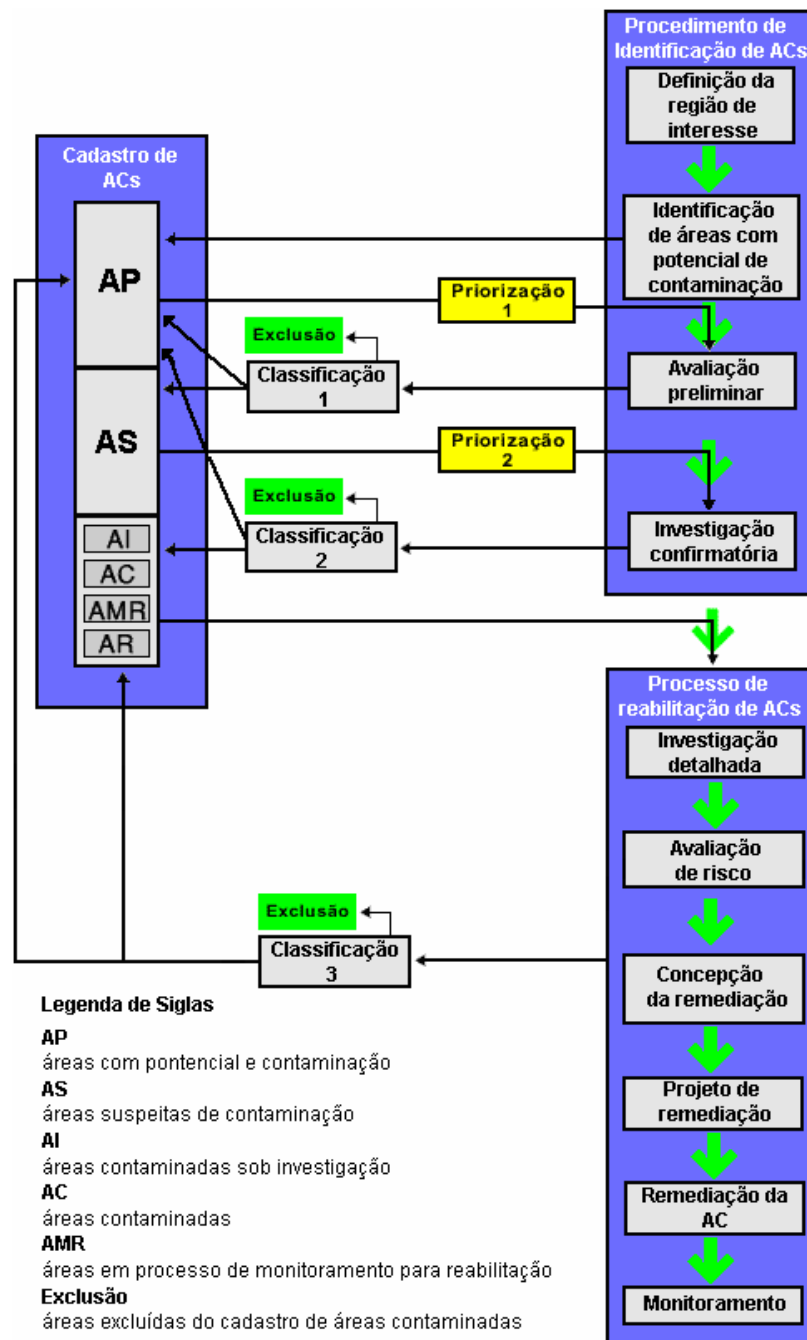 Procedimento de
Identificação de ACs
Definição da
região de
interesse
Cadastro de
ACs
Identificação
de áreas com
potencial de
contaminação
AP
Priorização
1
Exclusão
Classificação
1
Avaliação
preliminar
AS
Priorização
2
Exclusão
Classificação
2
Investigação
confirmatória
AI
AC
AMR
AR
Processo de
reabilitação de ACs
Investigação
detalhada
Avaliação
de risco
Exclusão
Classificação
3
Concepção
da remediação
Projeto de
remediação
Remediação da
AC
Monitoramento
Legenda de Siglas
AP
áreas com pontencial e contaminação
AS
áreas suspeitas de contaminação
AI
áreas contaminadas sob investigação
AC
áreas contaminadas
AMR
áreas em processo de monitoramento para reabilitação
Exclusão
áreas excluídas do cadastro de áreas contaminadas